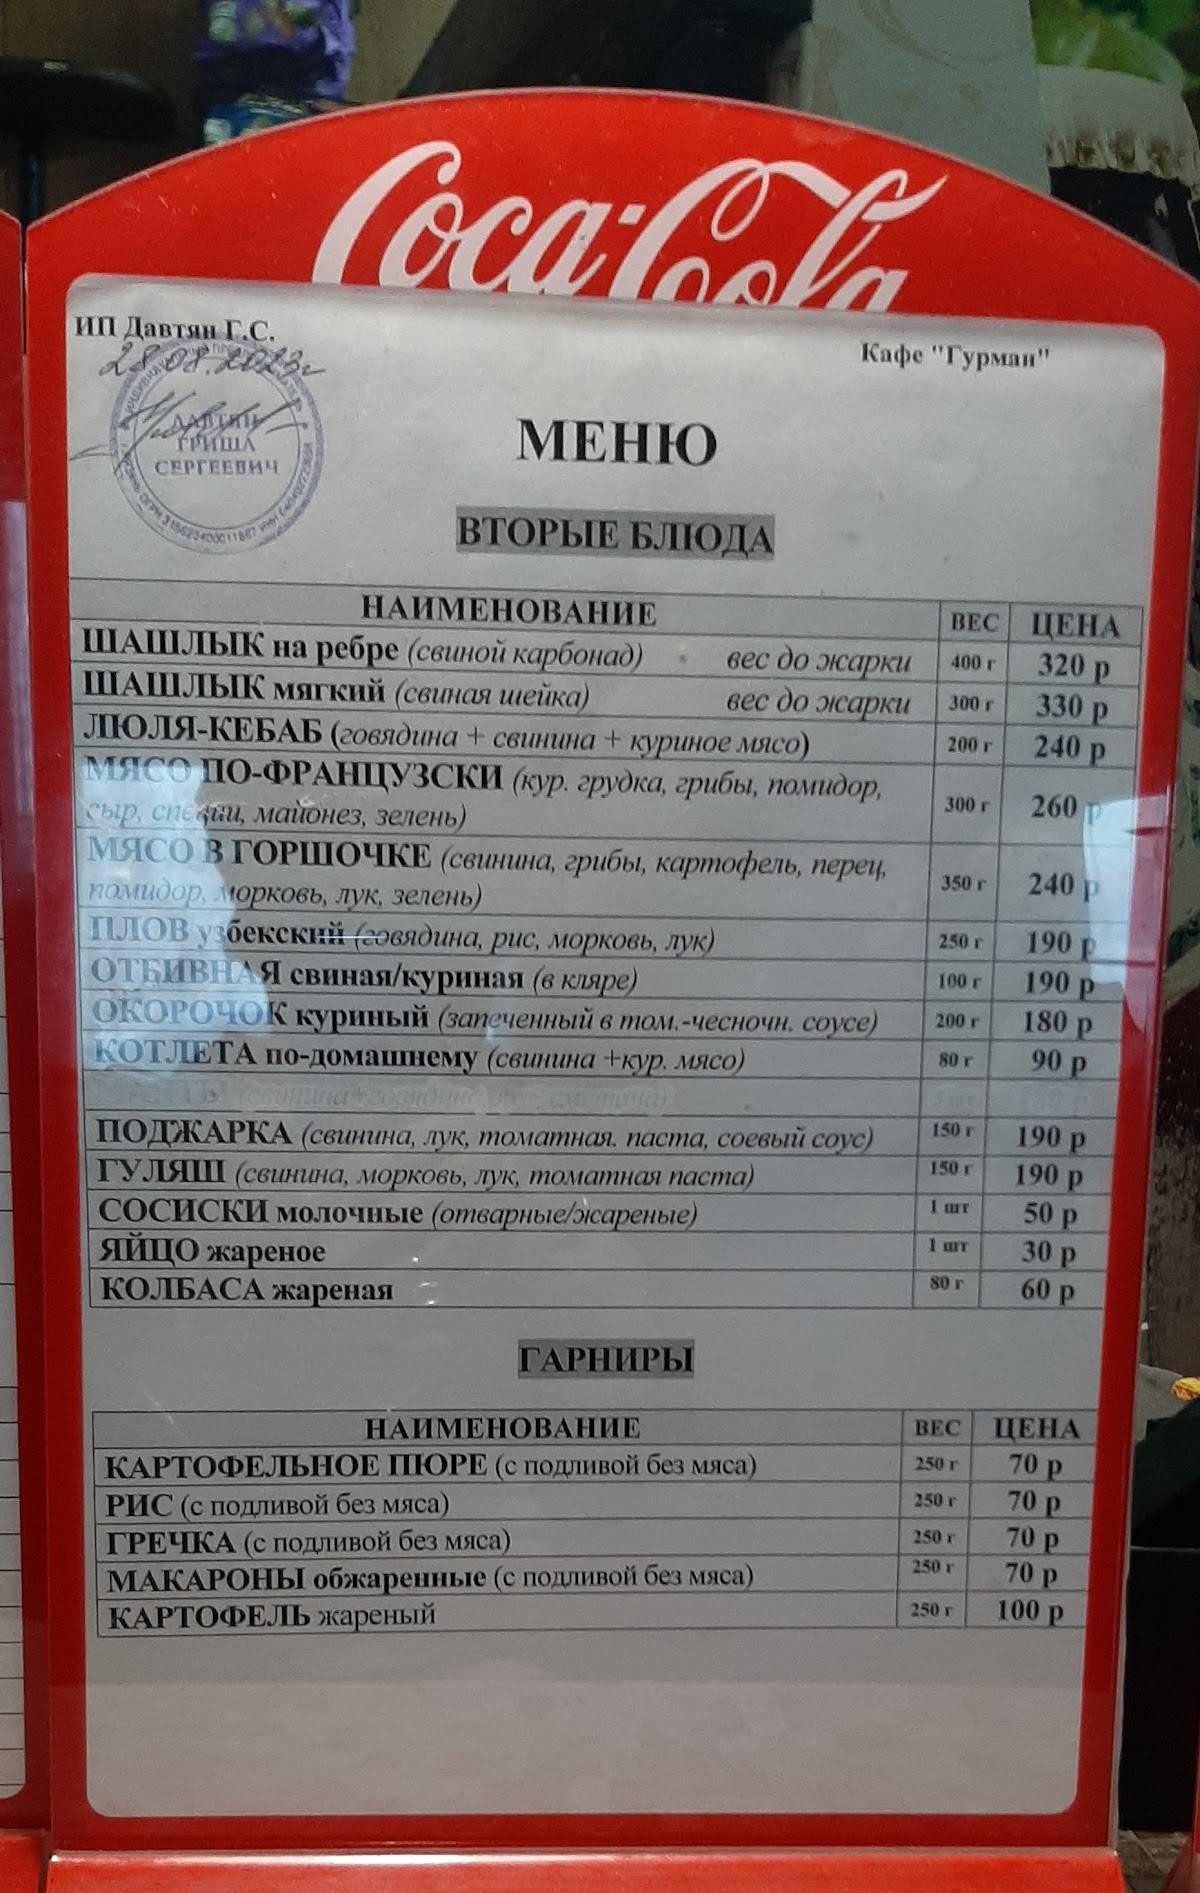 Coca-Cola
ИП Давтян Г.С.
28.08.2023г
Кафе "Гурман"
ДАВТЯН
ГРИША
СЕРГЕЕВИЧ
МЕНЮ
ВТОРЫЕ БЛЮДА
НАИМЕНОВАНИЕ ВЕС ЦЕНА
ШАШЛЫК на ребре (свиной карбонад) вес до жарки 400 г 320 р
ШАШЛЫК мягкий (свиная шейка) вес до жарки 300 г 330 р
ЛЮЛЯ-КЕБАБ (говядина + свинина + куриное мясо) 200 г 240 р
МЯСО ПО-ФРАНЦУЗСКИ (кур. грудка, грибы, помидор,
сыр, специи, майонез, зелень) 300 г 260 р
МЯСО В ГОРШОЧКЕ (свинина, грибы, картофель, перец,
помидор, морковь, лук, зелень) 350 г 240 р
ПЛОВ узбекский (говядина, рис, морковь, лук) 250 г 190 р
ОТБИВНАЯ свиная/куриная (в кляре) 100 г 190 р
ОКОРОЧОК куриный (запеченный в том.-чесночн. соусе) 200 г 180 р
КОТЛЕТА по-домашнему (свинина +кур. мясо) 80 г 90 р
ПОДЖАРКА (свинина, лук, томатная. паста, соевый соус) 150 г 190 р
ГУЛЯШ (свинина, морковь, лук, томатная паста) 150 г 190 р
СОСИСКИ молочные (отварные/жареные) 1 шт 50 р
ЯЙЦО жареное 1 шт 30 р
КОЛБАСА жареная 80 г 60 р
ГАРНИРЫ
НАИМЕНОВАНИЕ ВЕС ЦЕНА
КАРТОФЕЛЬНОЕ ПЮРЕ (с подливой без мяса) 250 г 70 р
РИС (с подливой без мяса) 250 г 70 р
ГРЕЧКА (с подливой без мяса) 250 г 70 р
МАКАРОНЫ обжаренные (с подливой без мяса) 250 г 70 р
КАРТОФЕЛЬ жареный 250 г 100 р